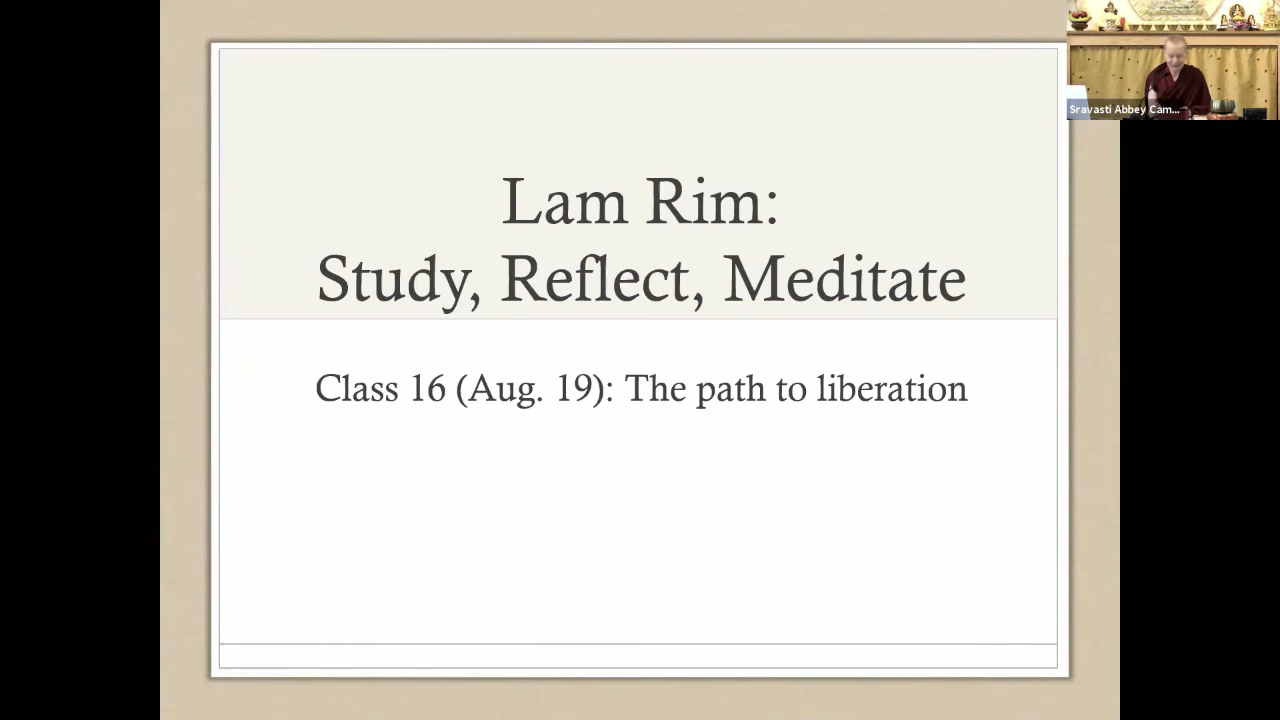 Lam Rim:
Study, Reflect, Meditate
Class 16 (Aug. 19): The path to liberation
Sravasti Abbey Cam...